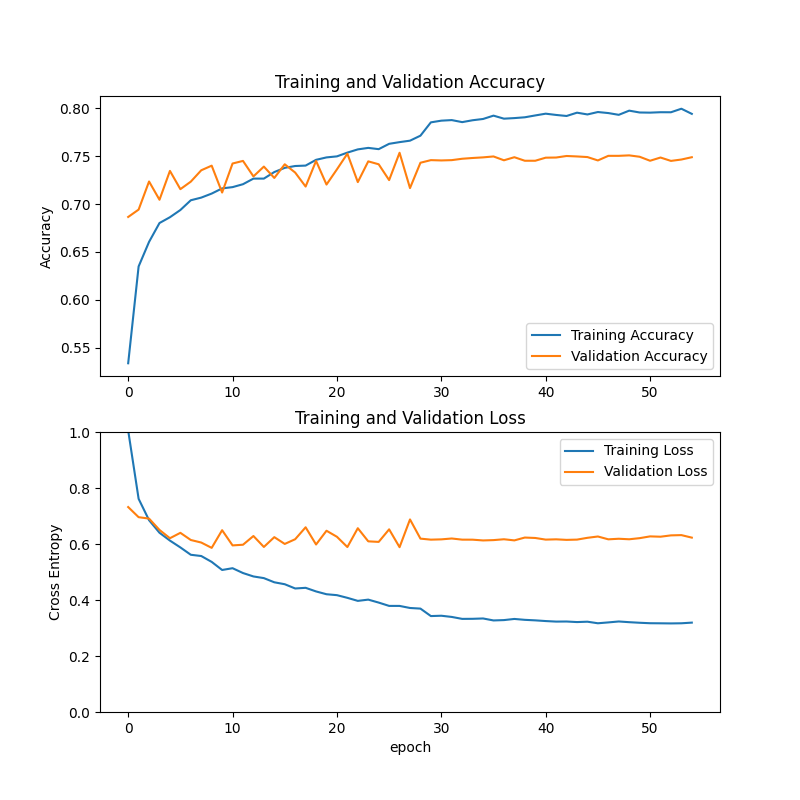 Training and Validation Accuracy
Accuracy
0.80
0.75
0.70
0.65
0.60
0.55
Training Accuracy
Validation Accuracy
0 10 20 30 40 50
Training and Validation Loss
Cross Entropy
1.0
0.8
0.6
0.4
0.2
0.0
Training Loss
Validation Loss
0 10 20 30 40 50
epoch